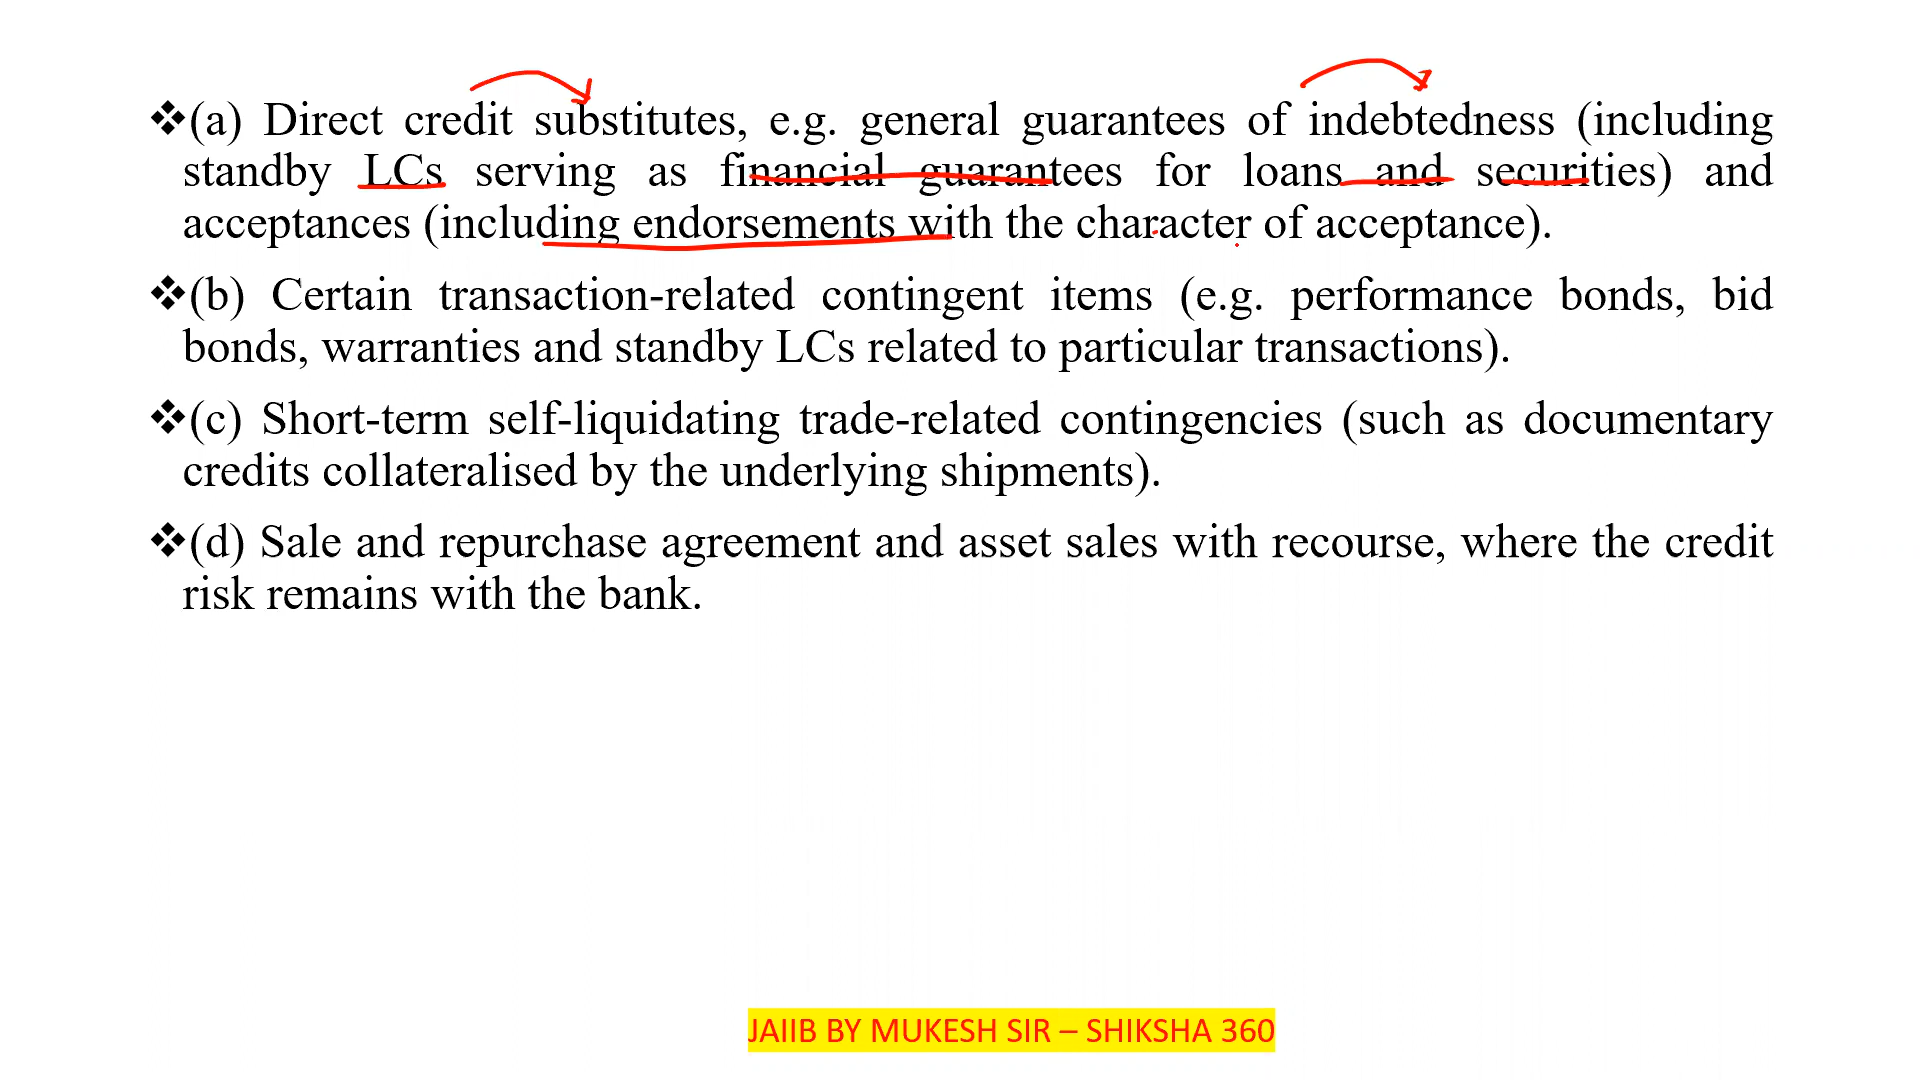 ❖(a) Direct credit substitutes, e.g. general guarantees of indebtedness (including
standby LCs serving as financial guarantees for loans and securities) and
acceptances (including endorsements with the character of acceptance).
❖(b) Certain transaction-related contingent items (e.g. performance bonds, bid
bonds, warranties and standby LCs related to particular transactions).
❖(c) Short-term self-liquidating trade-related contingencies (such as documentary
credits collateralised by the underlying shipments).
❖(d) Sale and repurchase agreement and asset sales with recourse, where the credit
risk remains with the bank.
JAIIB BY MUKESH SIR – SHIKSHA 360